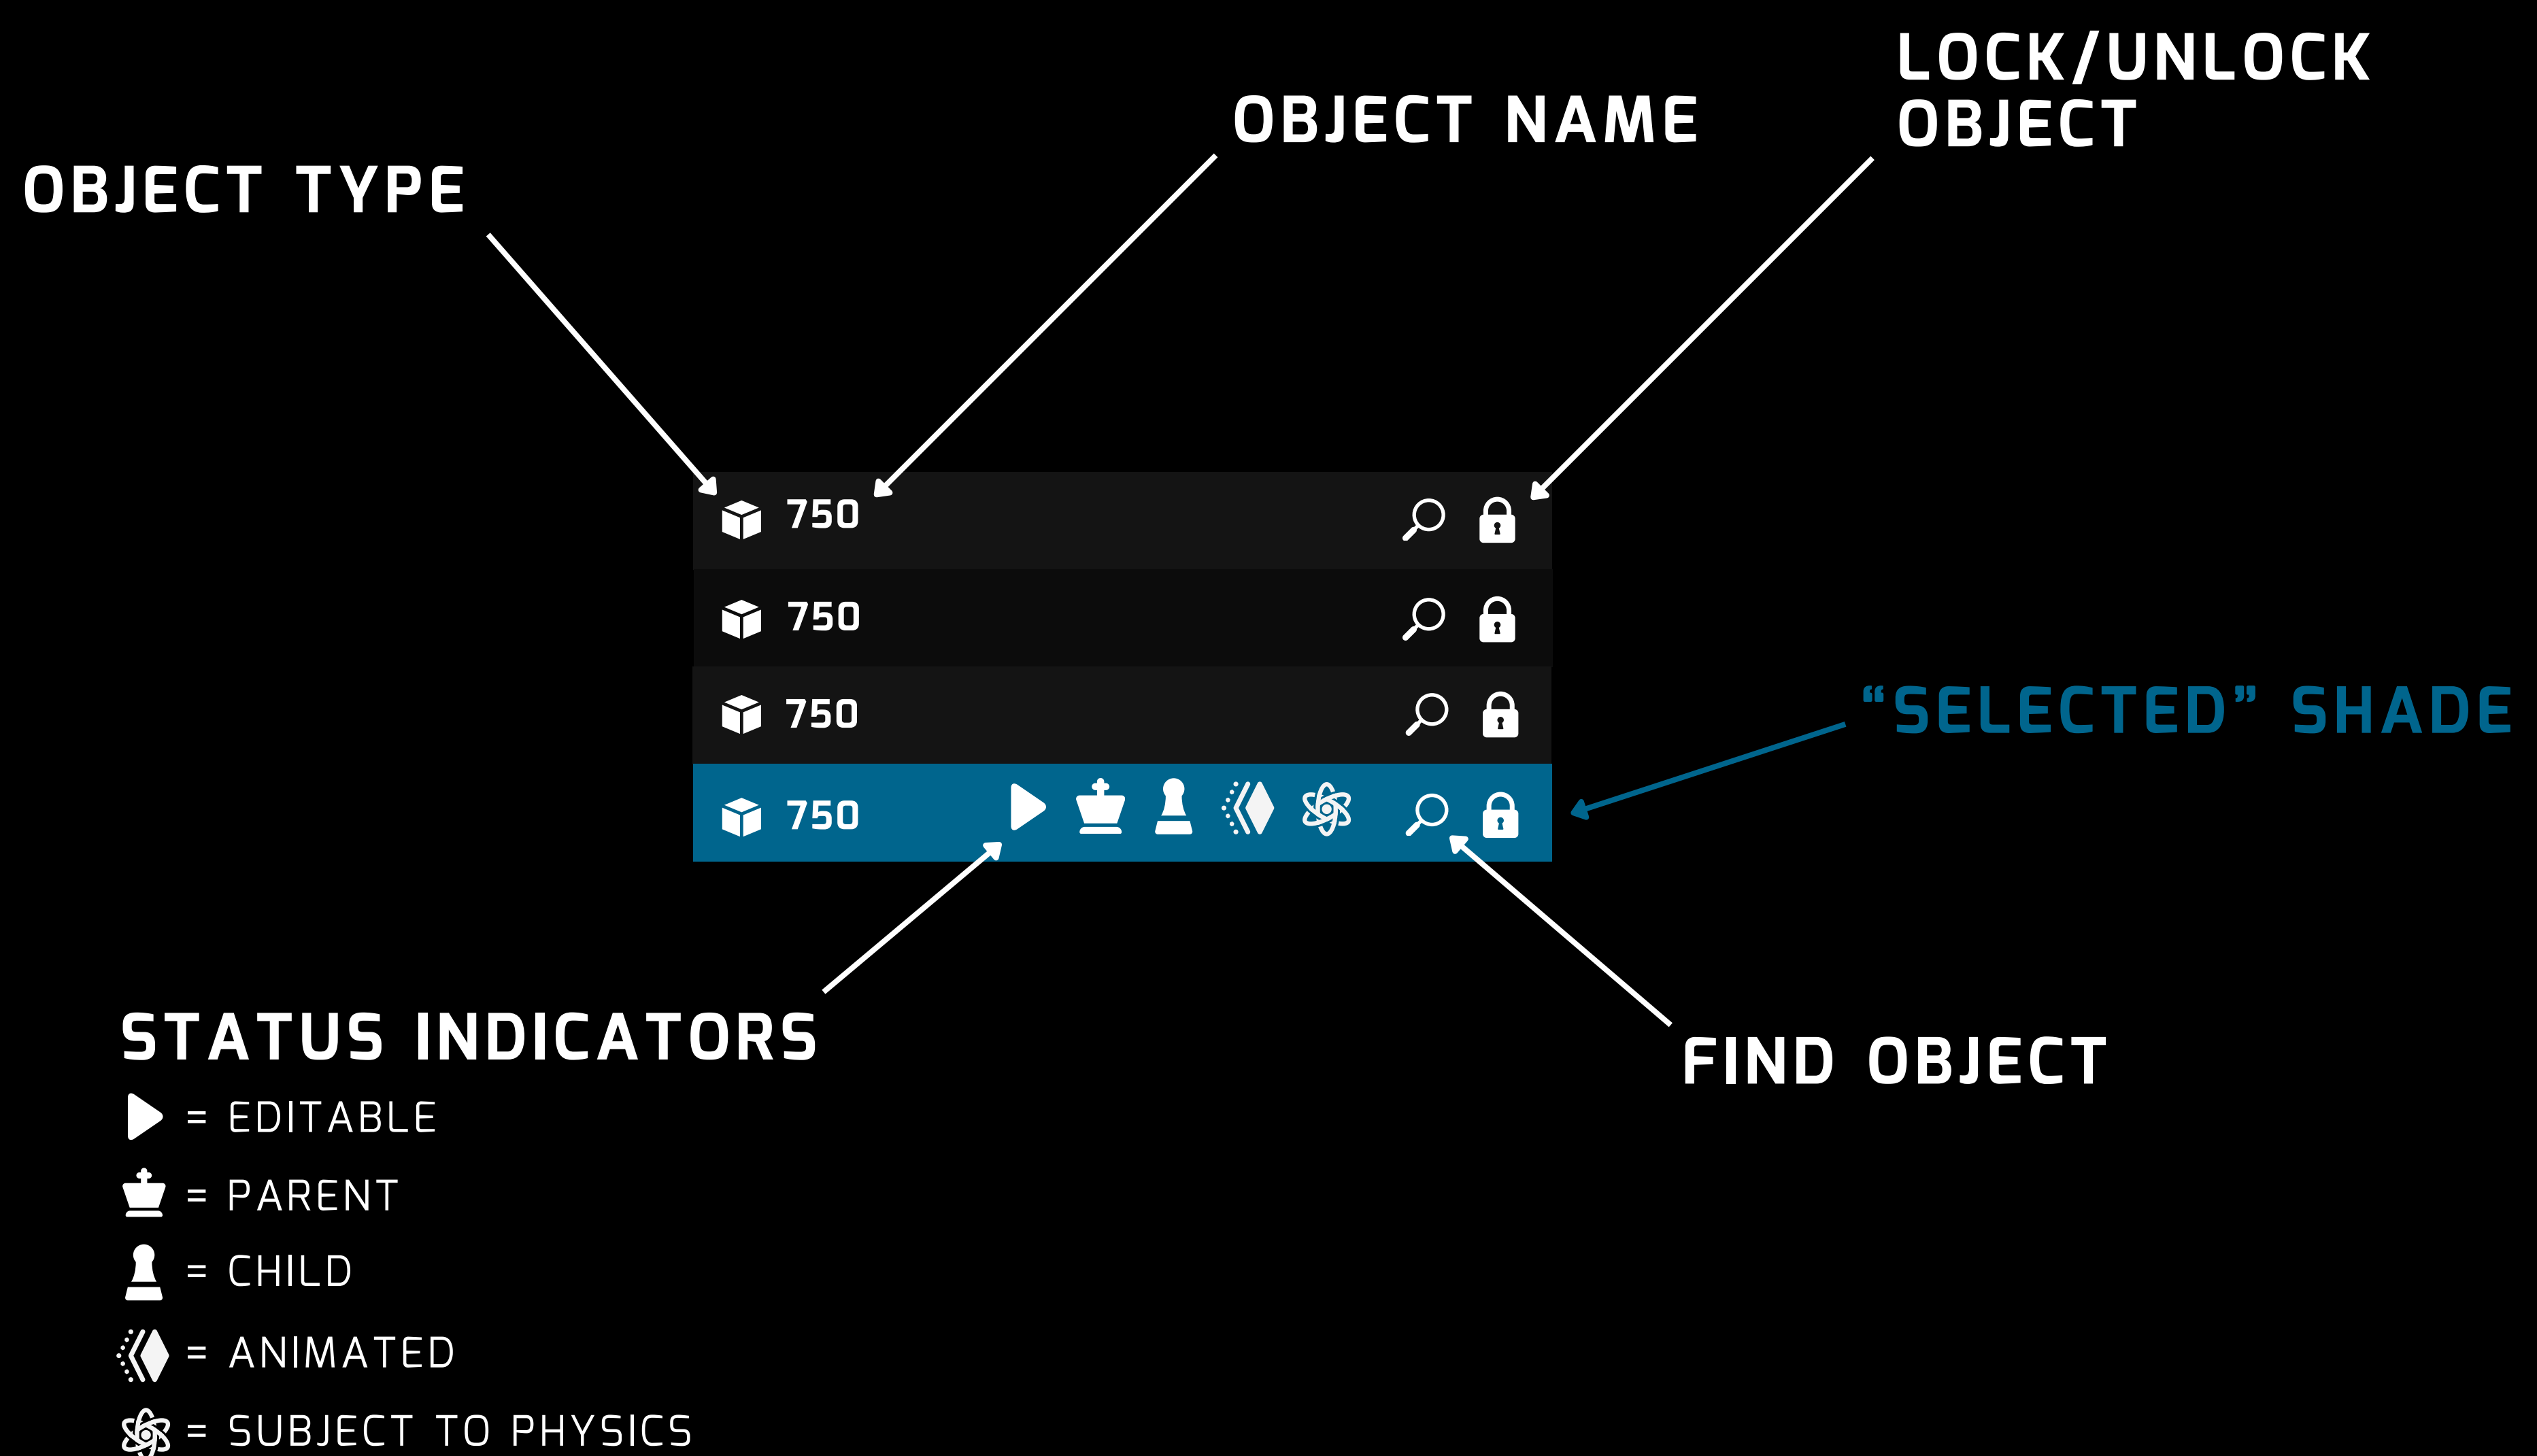 LOCK/UNLOCK
OBJECT
OBJECT NAME
OBJECT TYPE
750
750
750
“SELECTED” SHADE
750
STATUS INDICATORS
FIND OBJECT
= EDITABLE
= PARENT
= CHILD
= ANIMATED
= SUBJECT TO PHYSICS